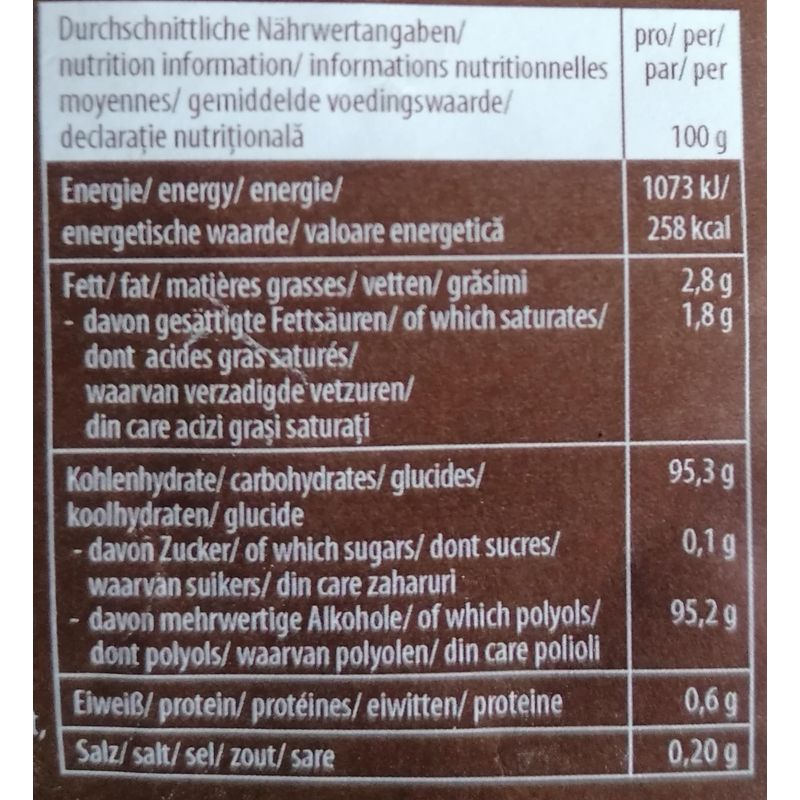 Durchschnittliche Nährwertangaben/
nutrition information/ informations nutritionnelles
moyennes/ gemiddelde voedingswaarde/
declarație nutrițională
pro/ per/
par/ per
100 g
Energie/ energy/ energie/
energetische waarde/ valoare energetică
1073 kJ/
258 kcal
Fett/ fat/ matières grasses/ vetten/ grăsimi 2,8 g
- davon gesättigte Fettsäuren/ of which saturates/ 1,8 g
dont acides gras saturés/
waarvan verzadigde vetzuren/
din care acizi grași saturați
Kohlenhydrate/ carbohydrates/ glucides/ 95,3 g
koolhydraten/ glucide
- davon Zucker/ of which sugars/ dont sucres/ 0,1 g
waarvan suikers/ din care zaharuri
- davon mehrwertige Alkohole/ of which polyols/ 95,2 g
dont polyols/ waarvan polyolen/ din care polioli
Eiweiß/ protein/ protéines/ eiwitten/ proteine 0,6 g
Salz/ salt/ sel/ zout/ sare 0,20 g